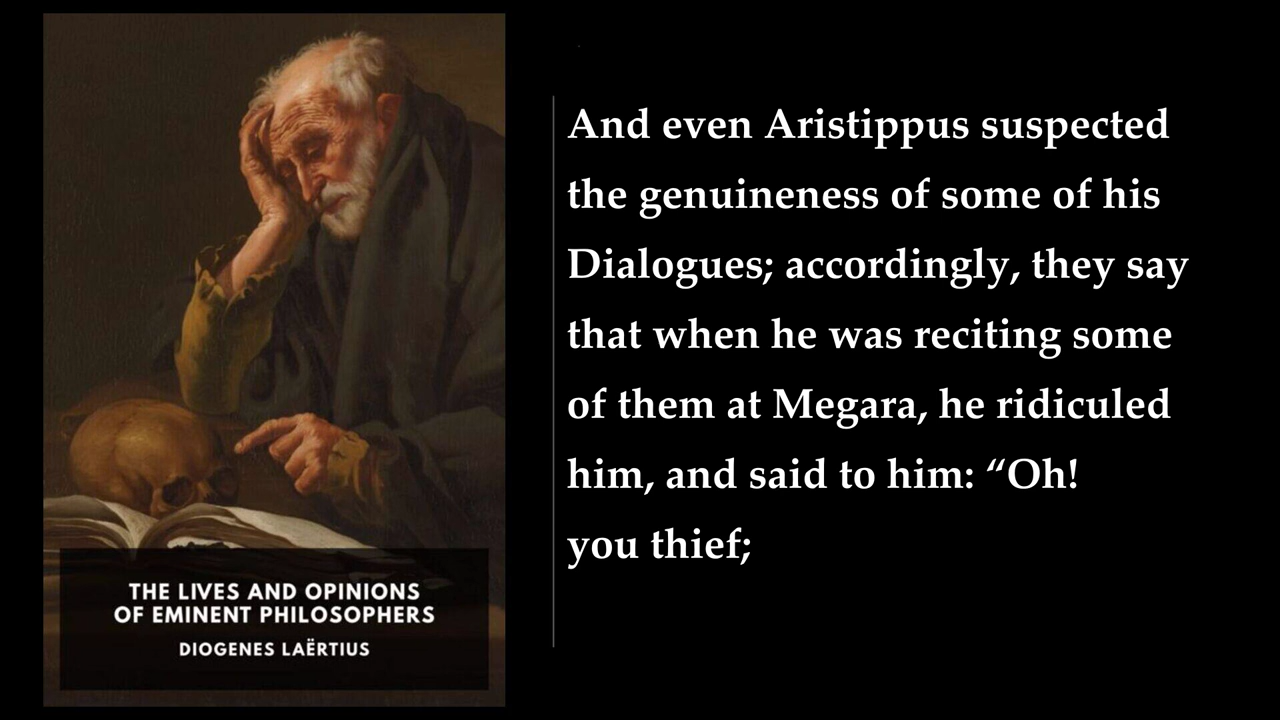 THE LIVES AND OPINIONS
OF EMINENT PHILOSOPHERS
DIOGENES LAËRTIUS
And even Aristippus suspected
the genuineness of some of his
Dialogues; accordingly, they say
that when he was reciting some
of them at Megara, he ridiculed
him, and said to him: “Oh!
you thief;